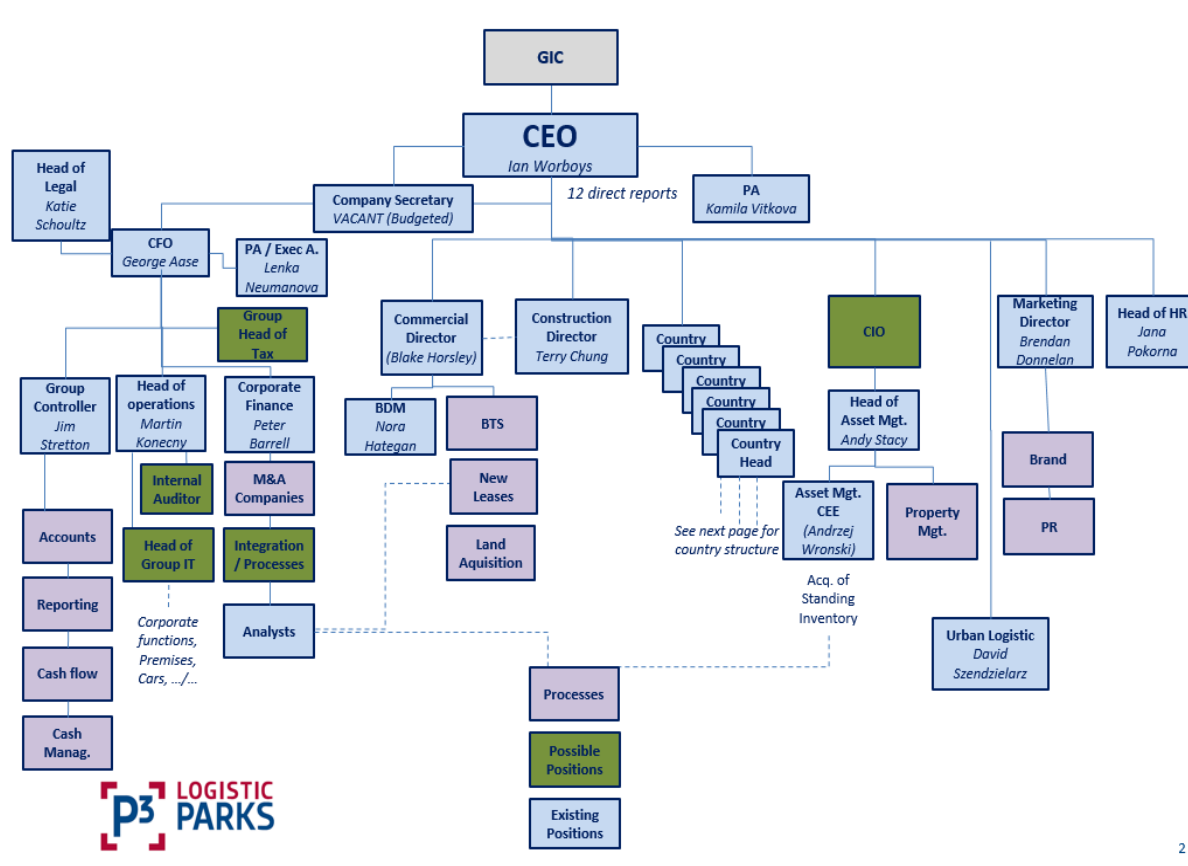 GIC
CEO
Ian Worboys
12 direct reports
PA
Kamila Vitkova
Company Secretary
VACANT (Budgeted)
Head of
Legal
Katie
Schoultz
CFO
George Aase
PA / Exec A.
Lenka
Neumanova
Group
Head of
Tax
Commercial
Director
(Blake Horsley)
Construction
Director
Terry Chung
Country
Country
Country
Country
Country
Country
Head
See next page for
country structure
CIO
Marketing
Director
Brendan
Donnelan
Head of HR
Jana
Pokorna
Group
Controller
Jim
Stretton
Head of
operations
Martin
Konecny
Corporate
Finance
Peter
Barrell
BDM
Nora
Hategan
BTS
Head of
Asset Mgt.
Andy Stacy
Brand
Internal
Auditor
M&A
Companies
New
Leases
Asset Mgt.
CEE
(Andrzej
Wronski)
Property
Mgt.
PR
Accounts
Head of
Group IT
Integration
/ Processes
Land
Aquisition
Acq. of
Standing
Inventory
Reporting
Corporate
functions,
Premises,
Cars, .../...
Analysts
Urban Logistic
David
Szendzielarz
Cash flow
Cash
Manag.
Processes
Possible
Positions
Existing
Positions
P3
LOGISTIC
PARKS
2